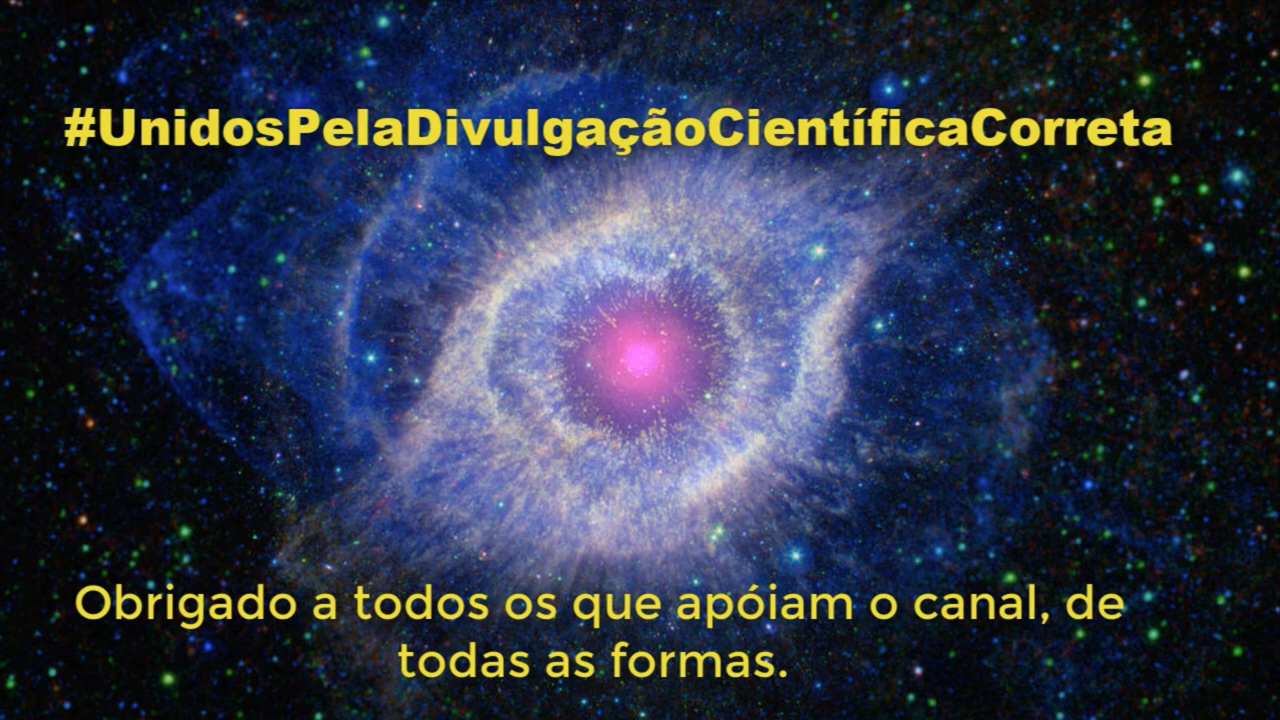 #UnidosPelaDivulgaçãoCientíficaCorreta
Obrigado a todos os que apóiam o canal, de
todas as formas.